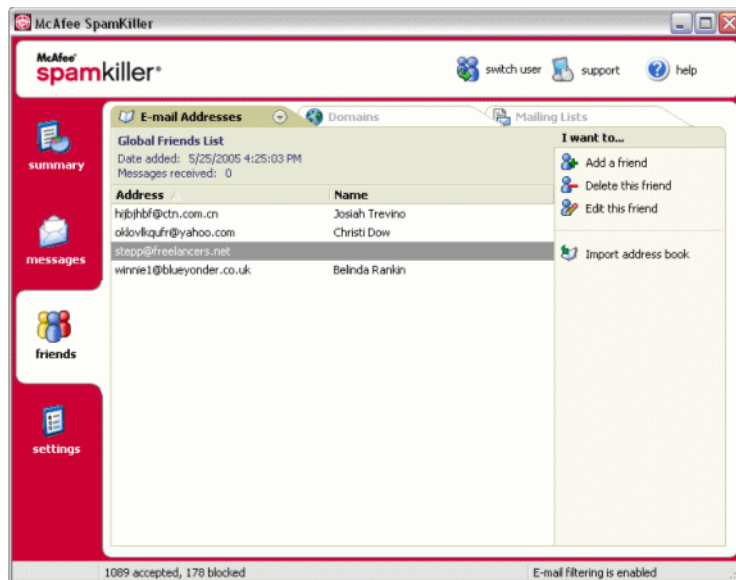 McAfee SpamKiller
McAfee
spamkiller
switch user
support
help
E-mail Addresses
Domains
Mailing Lists
summary
messages
friends
settings
Global Friends List
Date added: 5/25/2005 4:25:03 PM
Messages received: 0
Address Name
hijbjhbf@ctn.com.cn Josiah Trevino
oklovlkqufr@yahoo.com Christi Dow
stepp@freelancers.net
winnie1@blueyonder.co.uk Belinda Rankin
I want to...
Add a friend
Delete this friend
Edit this friend
Import address book
1089 accepted, 178 blocked
E-mail filtering is enabled